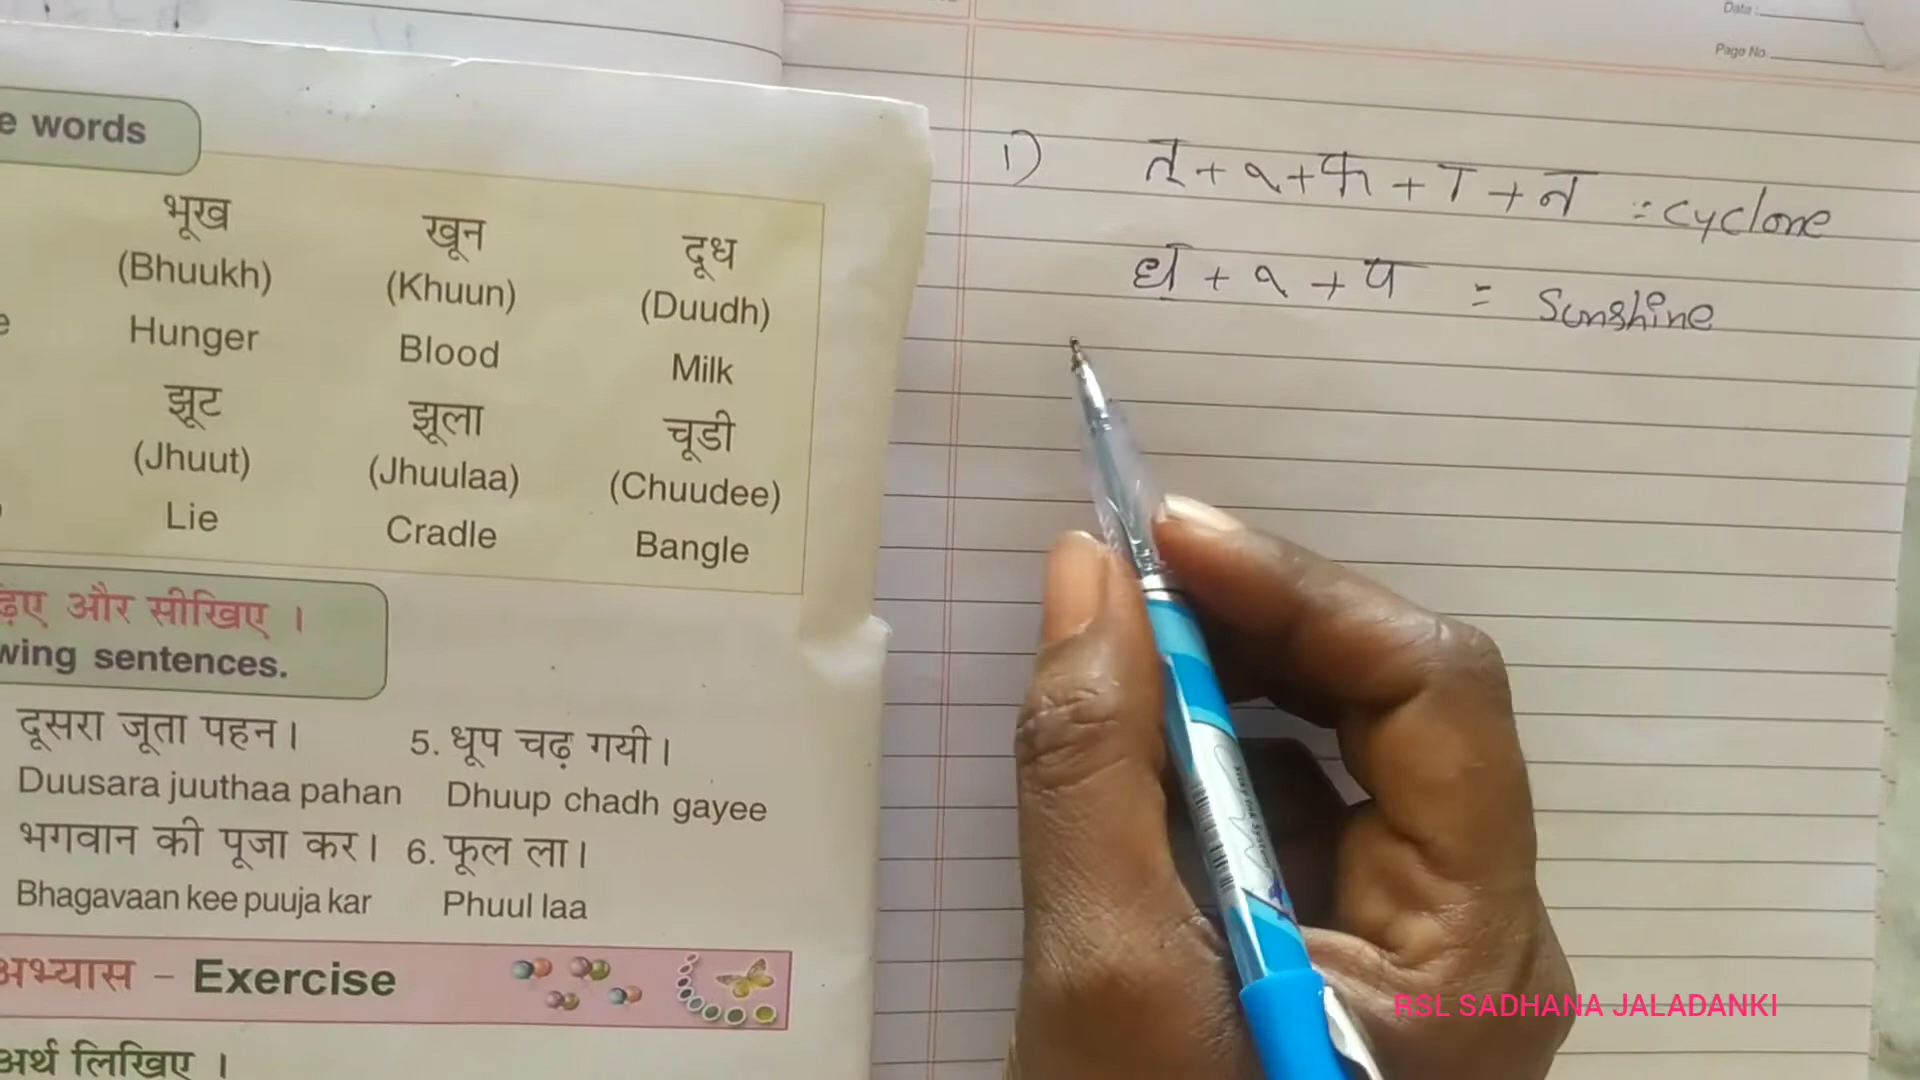 Date :
Page No.
e words
भूख खून दूध
(Bhuukh) (Khuun) (Duudh)
Hunger Blood Milk
झूट झूला चूडी
(Jhuut) (Jhuulaa) (Chuudee)
Lie Cradle Bangle
ढ़िए और सीखिए ।
wing sentences.
दूसरा जूता पहन। 5. धूप चढ़ गयी।
Duusara juuthaa pahan Dhuup chadh gayee
भगवान की पूजा कर। 6. फूल ला।
Bhagavaan kee puuja kar Phuul laa
अभ्यास – Exercise
अर्थ लिखिए ।
1) त + ू + फ + ा + न = cyclone
ध + ू + प = Sunshine
RSL SADHANA JALADANKI